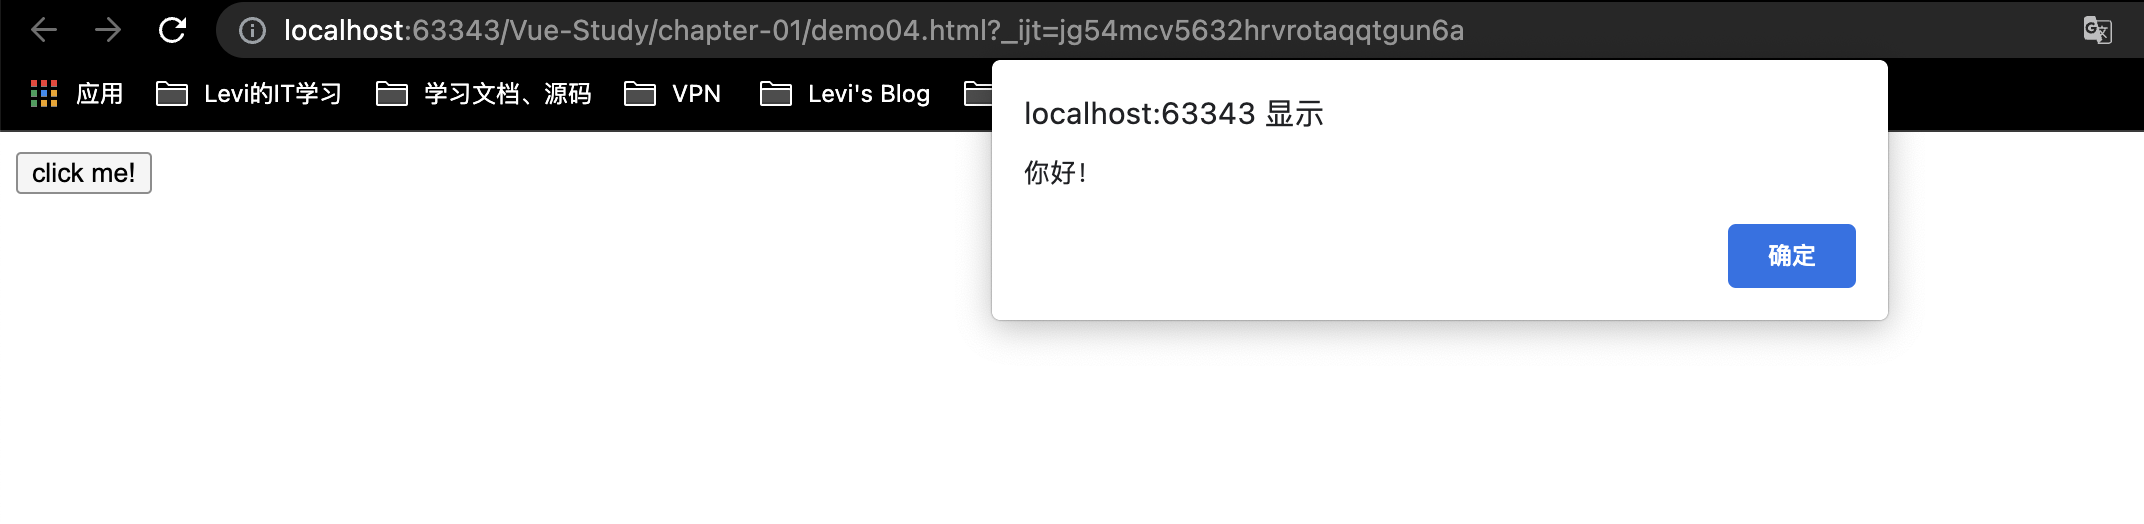 localhost:63343/Vue-Study/chapter-01/demo04.html?_ijt=jg54mcv5632hrvrotaqqtgun6a
应用 Levi的IT学习 学习文档、源码 VPN Levi's Blog
localhost:63343 显示
你好！
确定
click me!